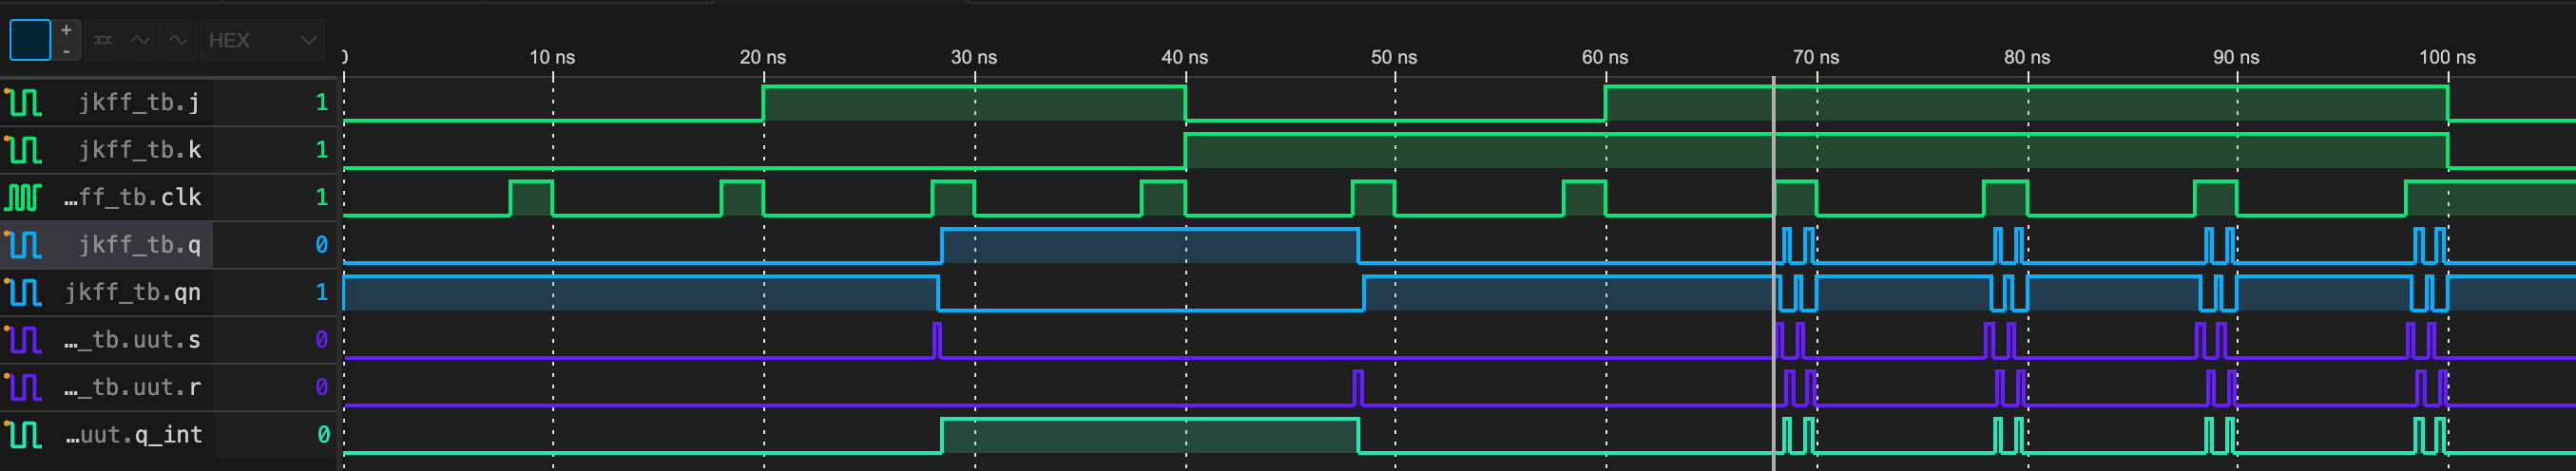 +
-
HEX
0 10 ns 20 ns 30 ns 40 ns 50 ns 60 ns 70 ns 80 ns 90 ns 100 ns
jkff_tb.j 1
jkff_tb.k 1
…ff_tb.clk 1
jkff_tb.q 0
jkff_tb.qn 1
…_tb.uut.s 0
…_tb.uut.r 0
…uut.q_int 0